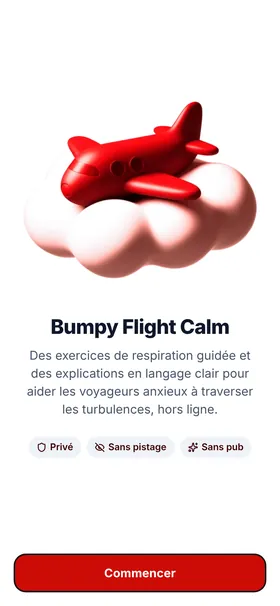 Bumpy Flight Calm
Des exercices de respiration guidée et
des explications en langage clair pour
aider les voyageurs anxieux à traverser
les turbulences, hors ligne.
Privé
Sans pistage
Sans pub
Commencer